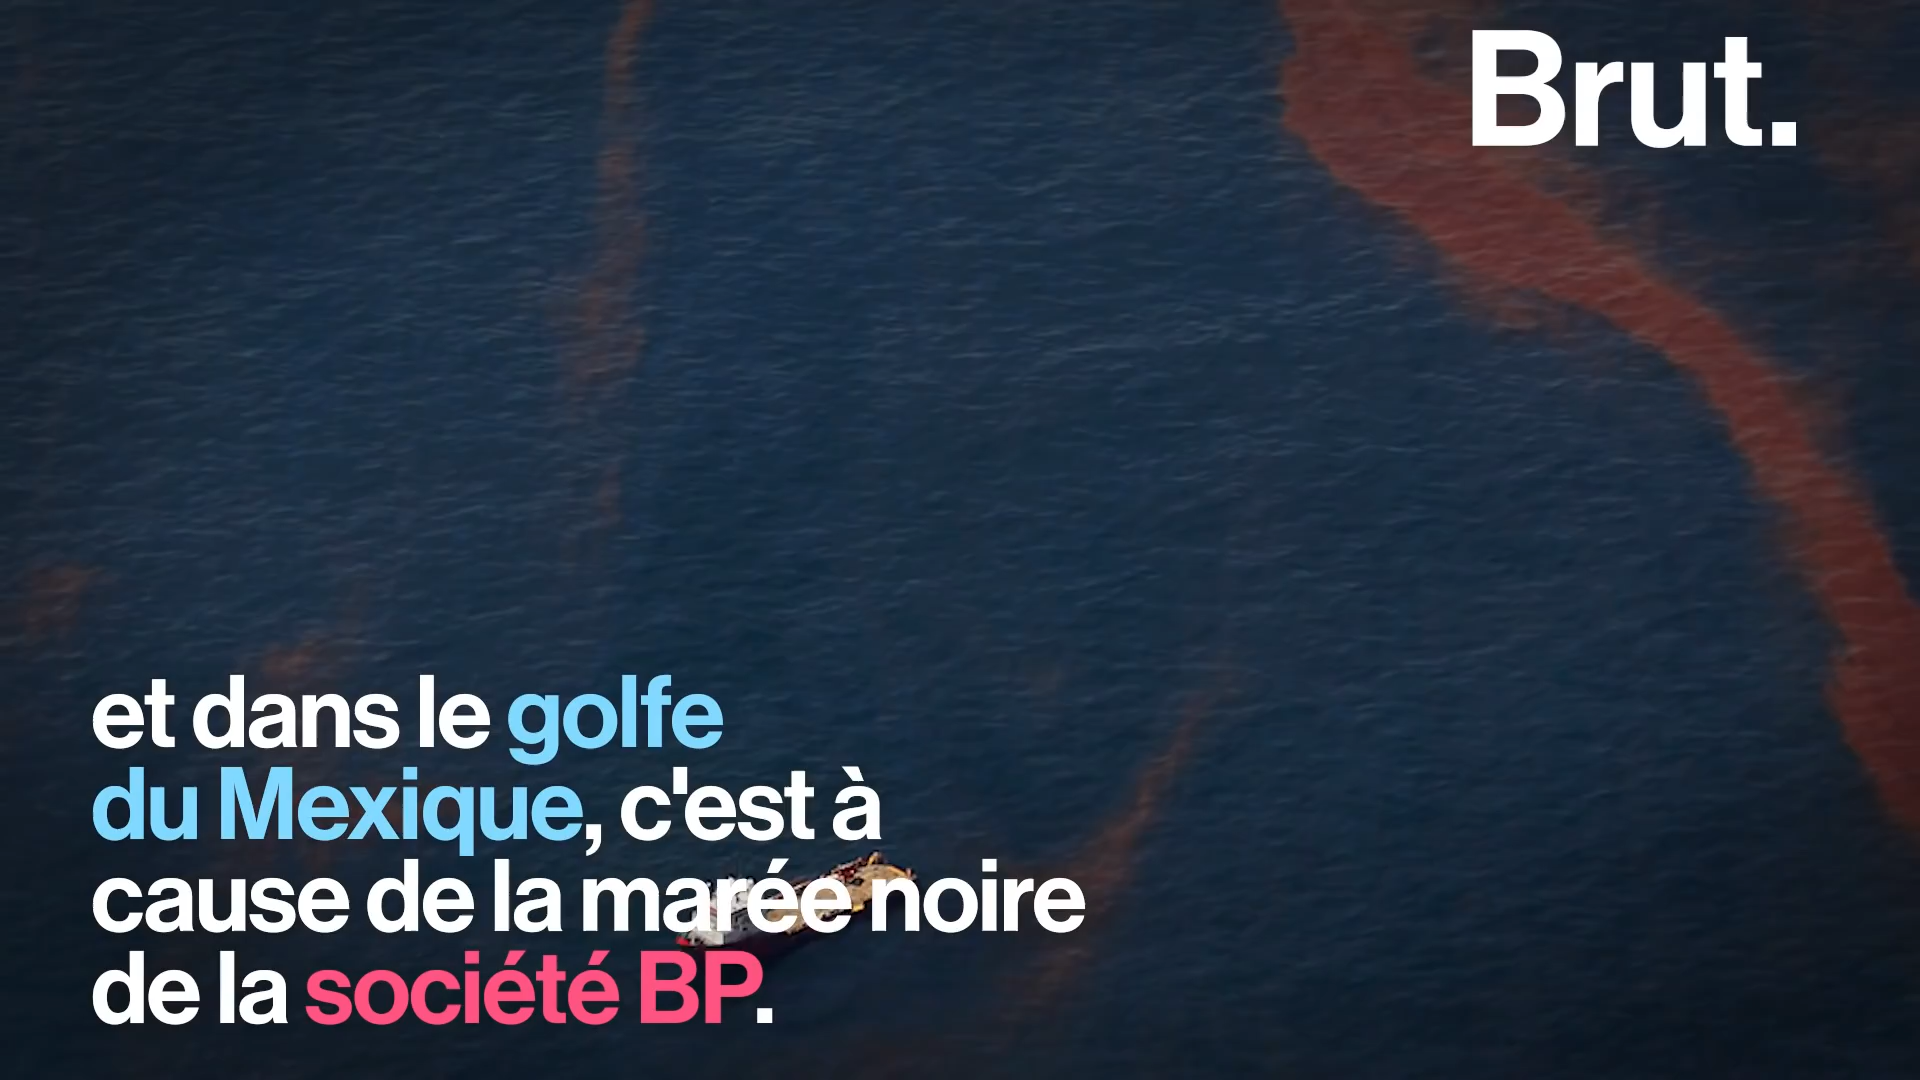 Brut.
et dans le golfe
du Mexique, c'est à
cause de la marée noire
de la société BP.